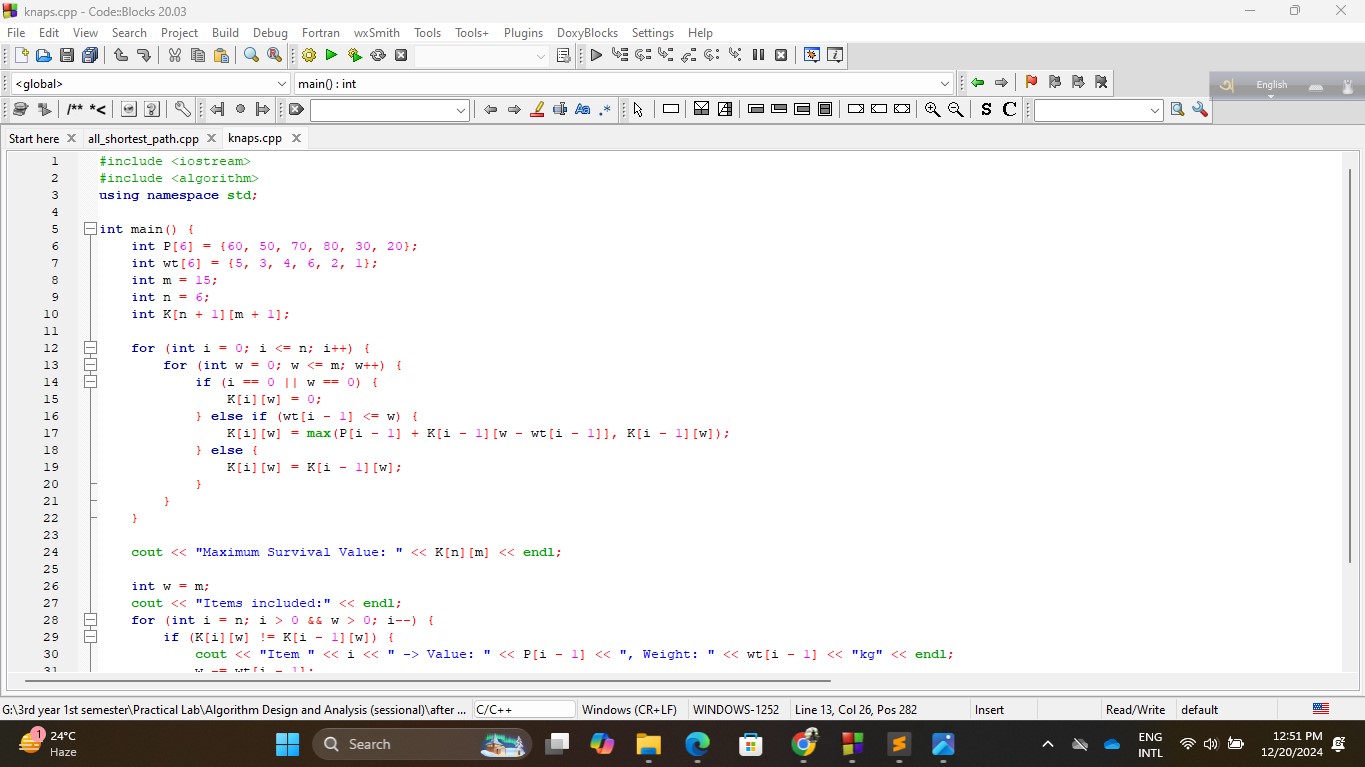 knaps.cpp - Code::Blocks 20.03
File Edit View Search Project Build Debug Fortran wxSmith Tools Tools+ Plugins DoxyBlocks Settings Help
<global> main() : int
English
/** *< Aa .* S C
Start here all_shortest_path.cpp knaps.cpp
1 #include <iostream>
2 #include <algorithm>
3 using namespace std;
4
5 int main() {
6 int P[6] = {60, 50, 70, 80, 30, 20};
7 int wt[6] = {5, 3, 4, 6, 2, 1};
8 int m = 15;
9 int n = 6;
10 int K[n + 1][m + 1];
11
12 for (int i = 0; i <= n; i++) {
13 for (int w = 0; w <= m; w++) {
14 if (i == 0 || w == 0) {
15 K[i][w] = 0;
16 } else if (wt[i - 1] <= w) {
17 K[i][w] = max(P[i - 1] + K[i - 1][w - wt[i - 1]], K[i - 1][w]);
18 } else {
19 K[i][w] = K[i - 1][w];
20 }
21 }
22 }
23
24 cout << "Maximum Survival Value: " << K[n][m] << endl;
25
26 int w = m;
27 cout << "Items included:" << endl;
28 for (int i = n; i > 0 && w > 0; i--) {
29 if (K[i][w] != K[i - 1][w]) {
30 cout << "Item " << i << " -> Value: " << P[i - 1] << ", Weight: " << wt[i - 1] << "kg" << endl;
31 w -= wt[i - 1];
G:\3rd year 1st semester\Practical Lab\Algorithm Design and Analysis (sessional)\after ... C/C++ Windows (CR+LF) WINDOWS-1252 Line 13, Col 26, Pos 282 Insert Read/Write default
1 24°C
Haze
Search
ENG
INTL
12:51 PM
12/20/2024